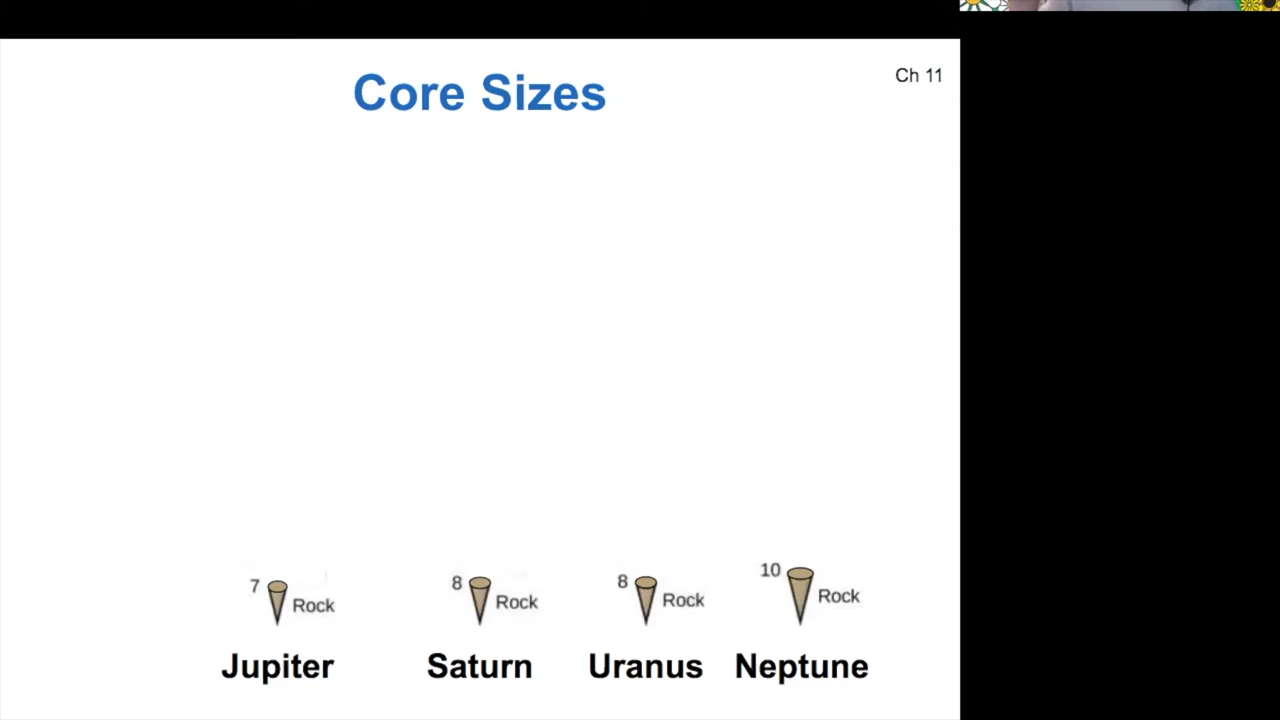 Core Sizes
Ch 11
7 Rock
8 Rock
8 Rock
10 Rock
Jupiter Saturn Uranus Neptune